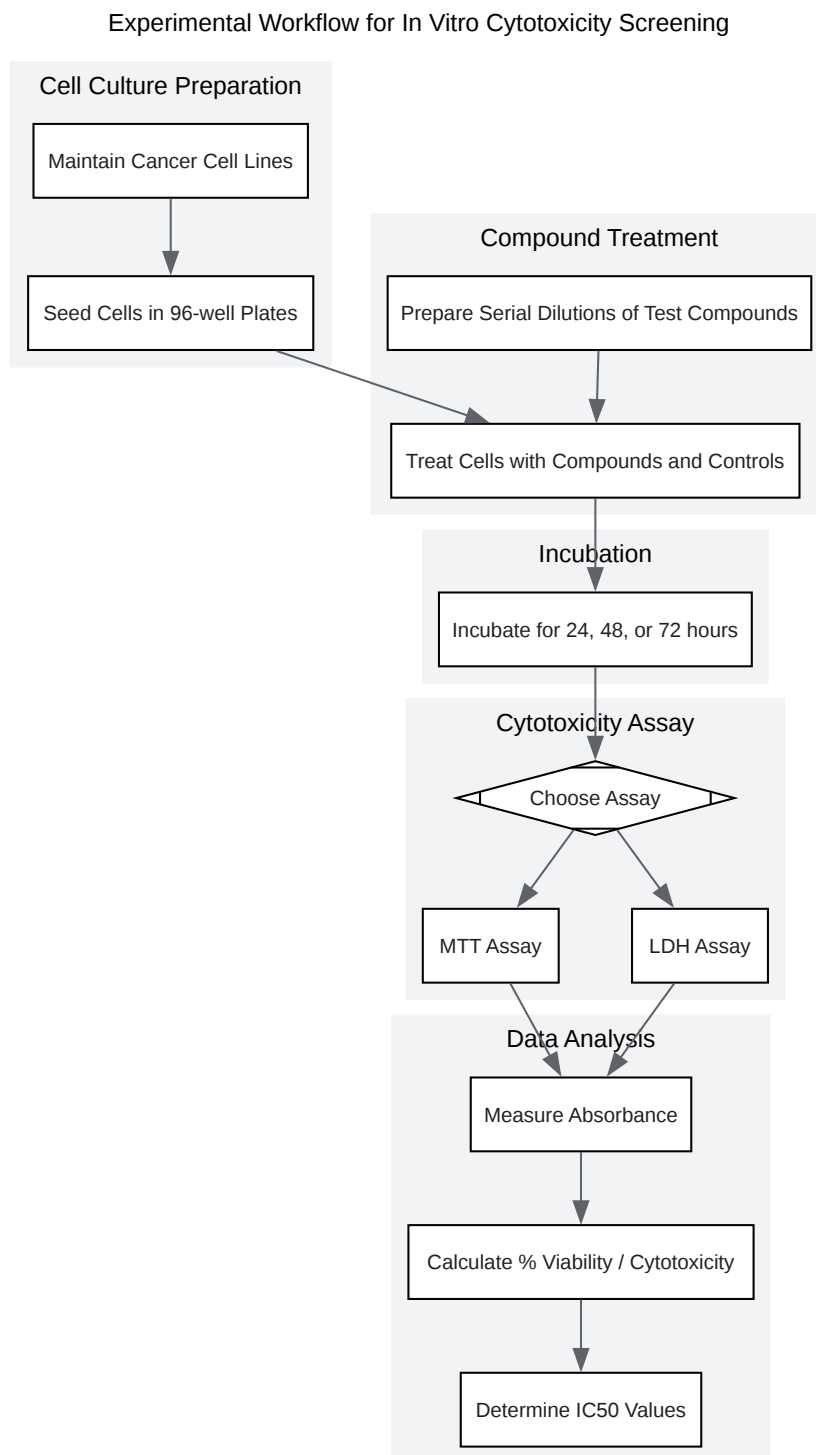 Experimental Workflow for In Vitro Cytotoxicity Screening
Cell Culture Preparation
Maintain Cancer Cell Lines
Seed Cells in 96-well Plates
Compound Treatment
Prepare Serial Dilutions of Test Compounds
Treat Cells with Compounds and Controls
Incubation
Incubate for 24, 48, or 72 hours
Cytotoxicity Assay
Choose Assay
MTT Assay
LDH Assay
Data Analysis
Measure Absorbance
Calculate % Viability / Cytotoxicity
Determine IC50 Values